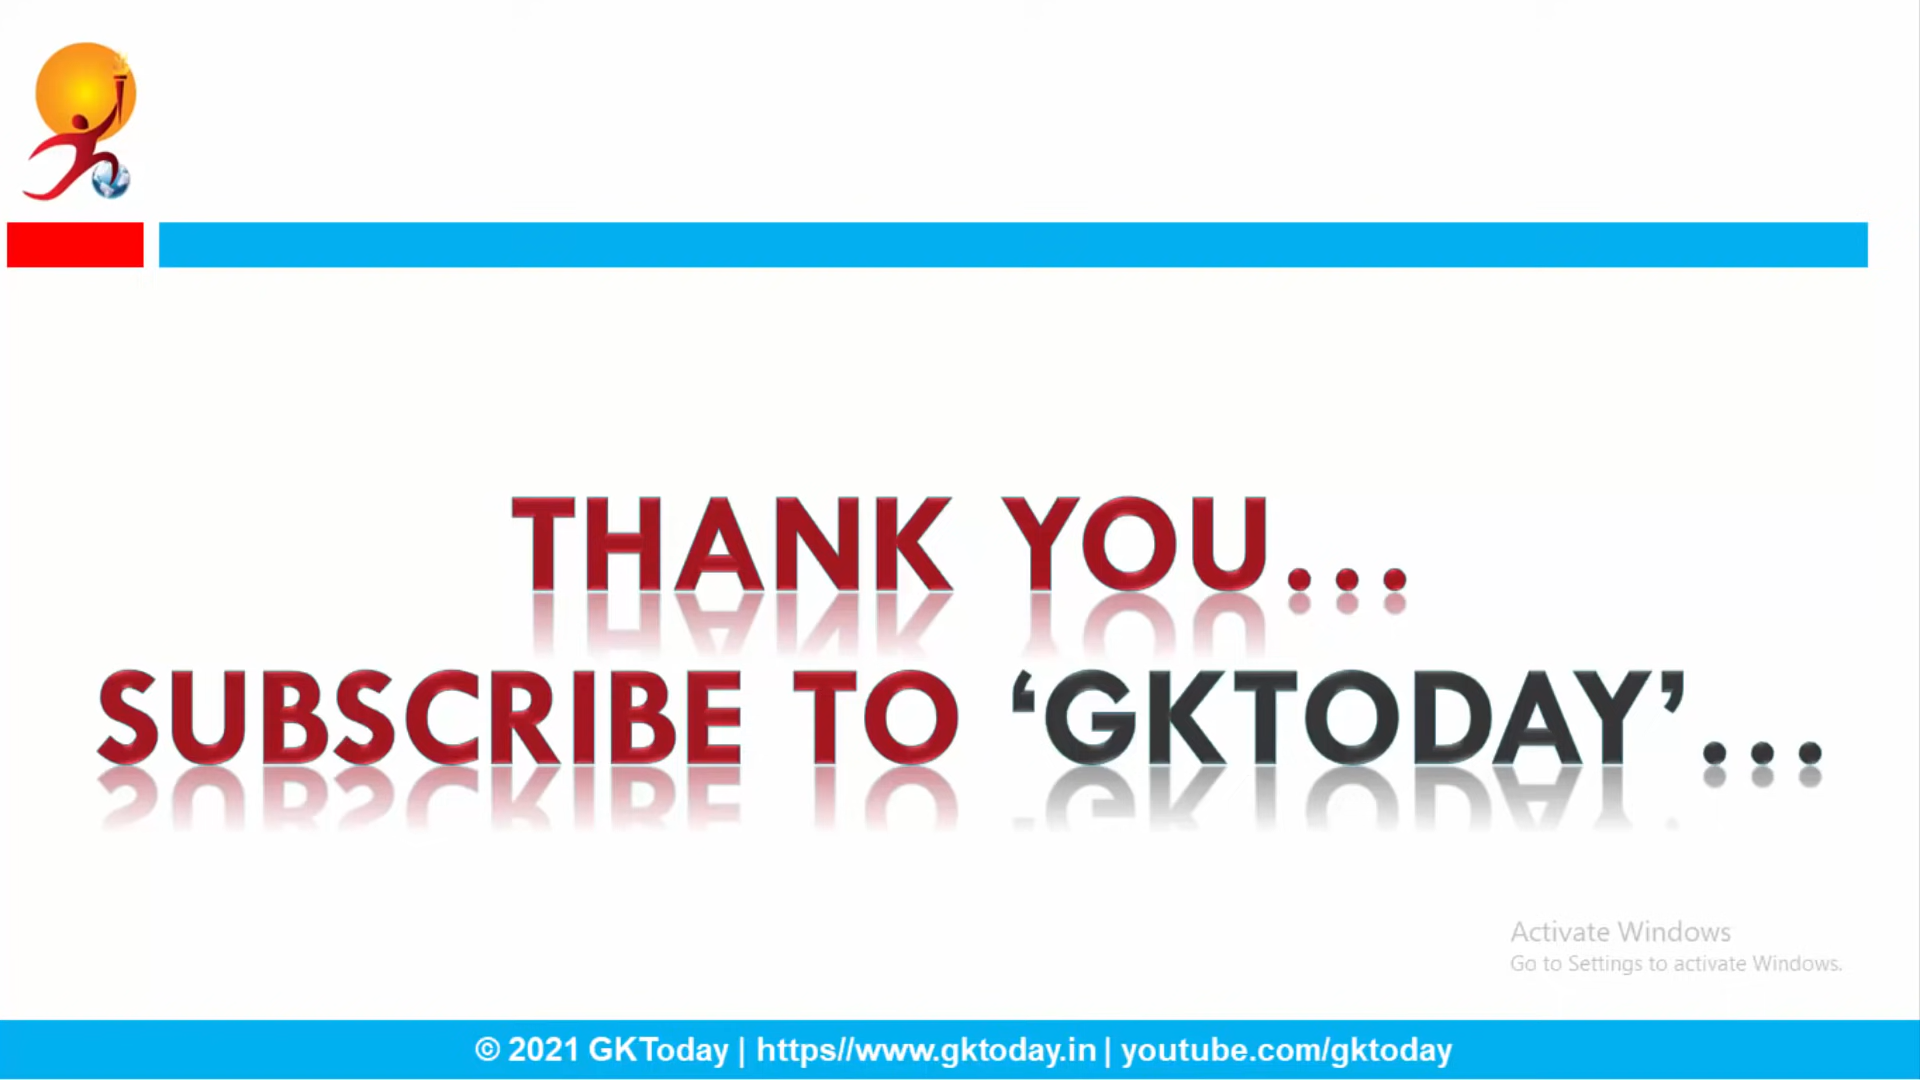 THANK YOU...
SUBSCRIBE TO ‘GKTODAY’...
Activate Windows
Go to Settings to activate Windows.
© 2021 GKToday | https//www.gktoday.in | youtube.com/gktoday